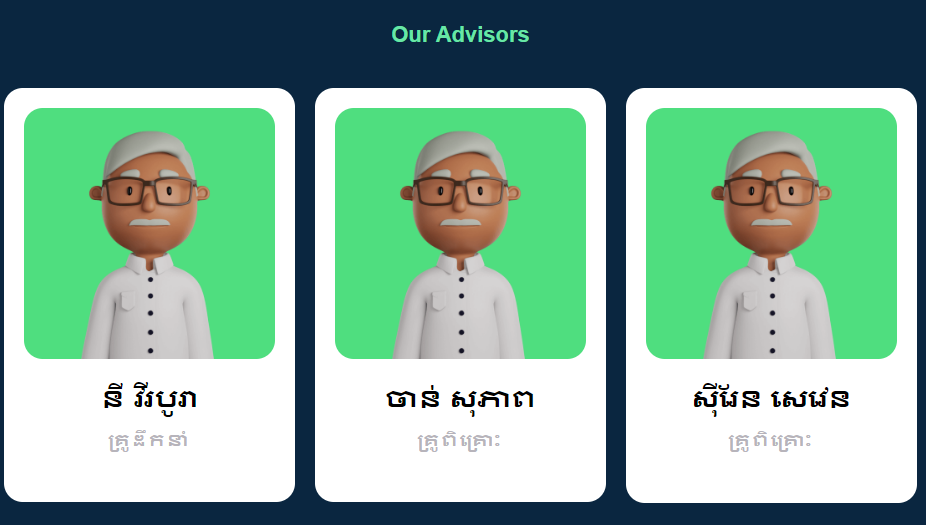 Our Advisors
នី វីរបូរា
គ្រូដឹកនាំ
ចាន់ សុភាព
គ្រូពិគ្រោះ
ស៊ីរ៉ែន សេវេន
គ្រូពិគ្រោះ